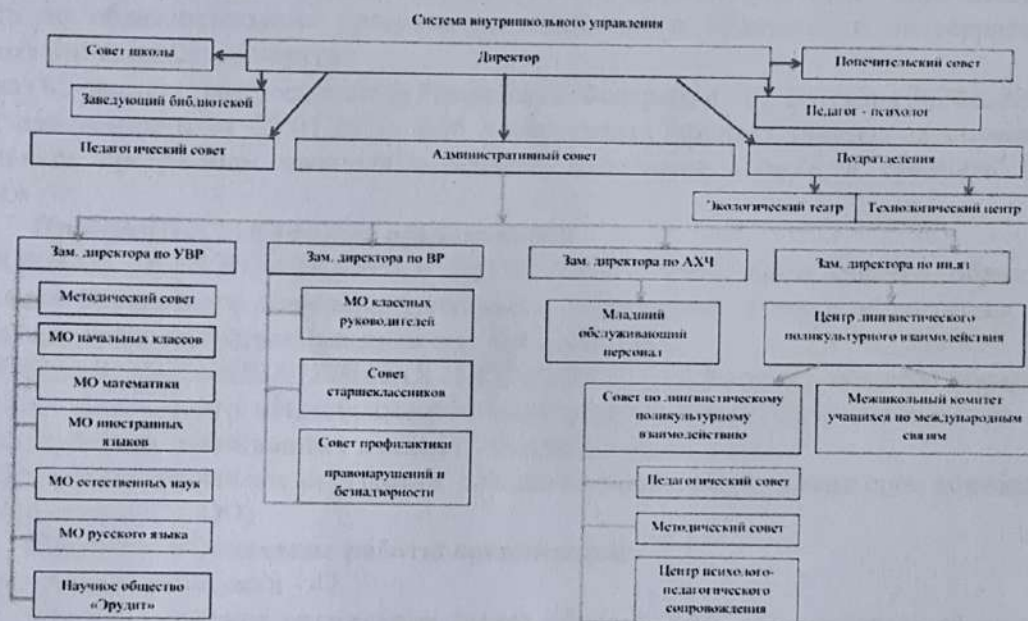 Система внутришкольного управления
Совет школы
Директор
Попечительский совет
Заведующий библиотекой
Педагог - психолог
Педагогический совет
Административный совет
Подратделения
Экологический театр
Технологический центр
Зам. директора по УВР
Зам. директора по ВР
Зам. директора по АХЧ
Зам. директора по
Методический совет
МО начальных классов
МО математики
МО иностранных
языков
МО естественных наук
МО русского языка
Научное общество
«Эрудит»
МО классных
руководителей
Совет
старшеклассников
Совет профилактики
правонарушений и
безнадзорности
Младший
обслуживающий
персонал
Центр лингвистического
поликультурного взаимодействия
Совет по лингвистическому
поликультурному
взаимодействию
Межшкольный комитет
учащихся по международным
связям
Педагогический совет
Методический совет
Центр психолого-
педагогического
сопровождения